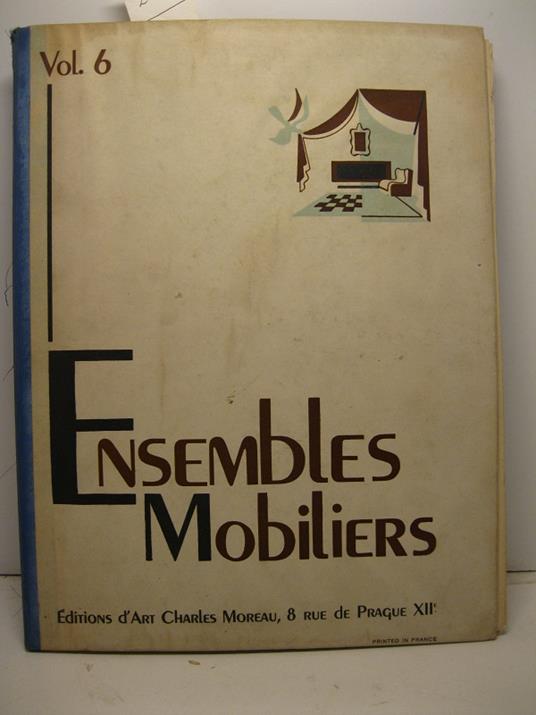 Vol. 6
Ensembles
Mobiliers
Éditions d'Art Charles Moreau, 8 rue de Prague XIIe
PRINTED IN FRANCE